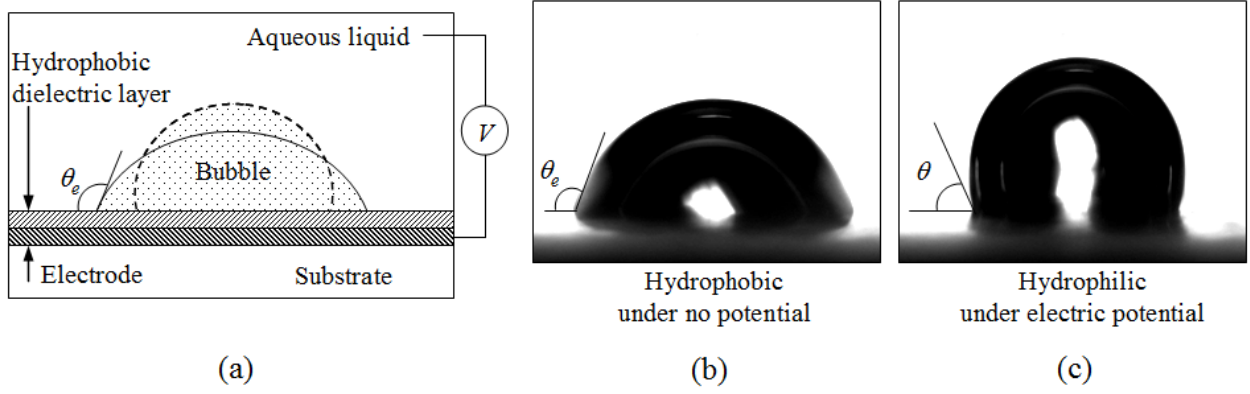 Aqueous liquid
Hydrophobic
dielectric layer
V
θe
Bubble
Electrode
Substrate
(a)
θe
Hydrophobic
under no potential
(b)
θ
Hydrophilic
under electric potential
(c)